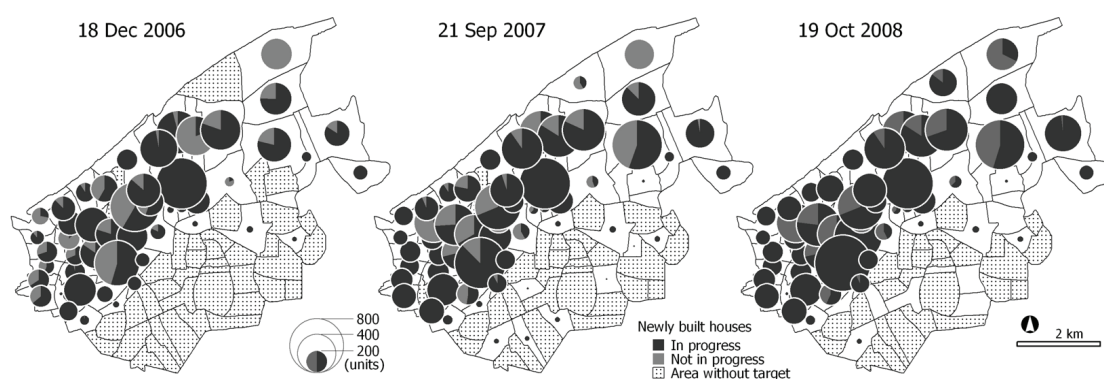 18 Dec 2006
21 Sep 2007
19 Oct 2008
800
400
200
(units)
Newly built houses
In progress
Not in progress
Area without target
2 km